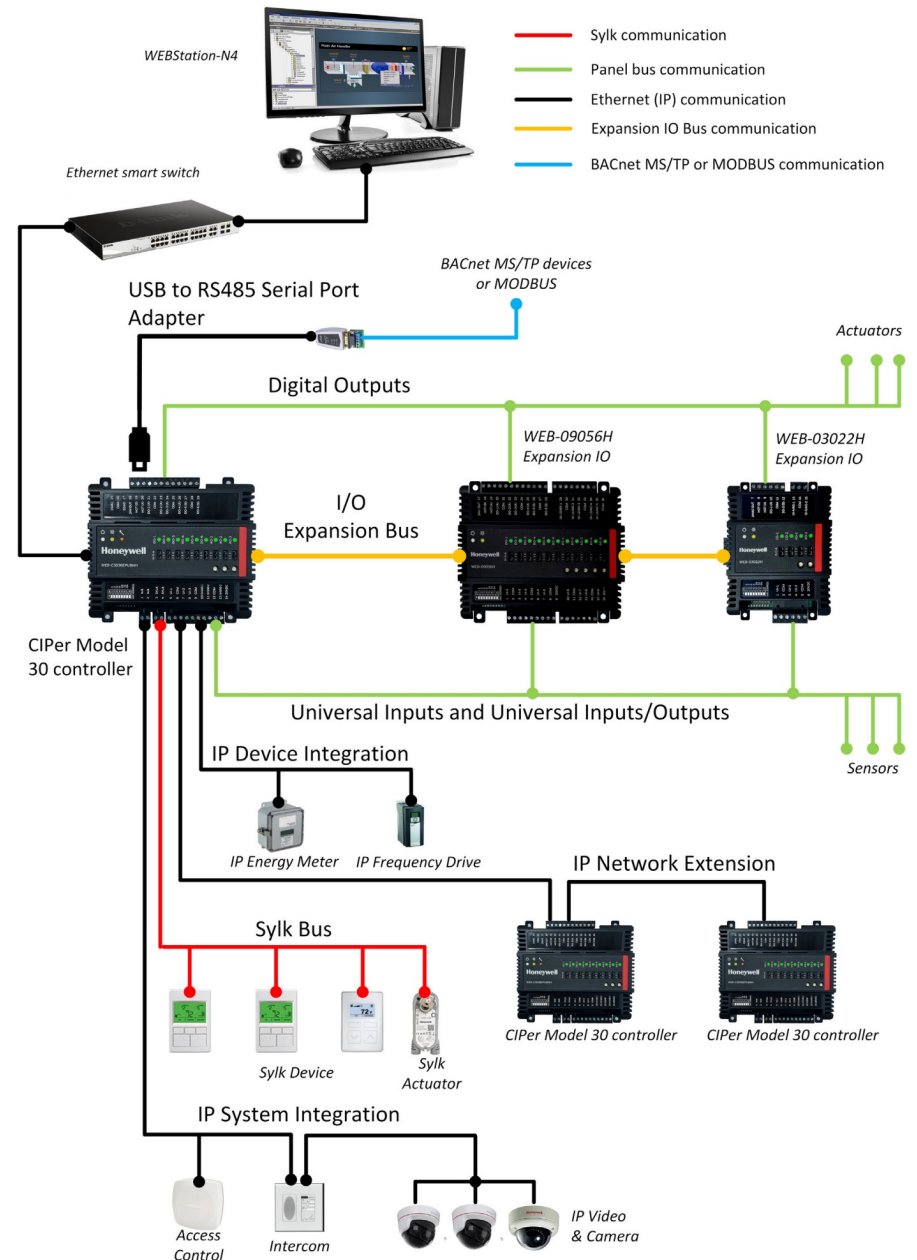 WEBStation-N4
Sylk communication
Panel bus communication
Ethernet (IP) communication
Expansion IO Bus communication
BACnet MS/TP or MODBUS communication
Ethernet smart switch
USB to RS485 Serial Port
Adapter
BACnet MS/TP devices
or MODBUS
Actuators
Digital Outputs
WEB-09056H
Expansion IO
WEB-03022H
Expansion IO
I/O
Expansion Bus
Honeywell
Honeywell
Honeywell
CIPer Model
30 controller
Universal Inputs and Universal Inputs/Outputs
Sensors
IP Device Integration
IP Energy Meter
IP Frequency Drive
IP Network Extension
Sylk Bus
Honeywell
Honeywell
CIPer Model 30 controller
CIPer Model 30 controller
Sylk Device
Sylk
Actuator
IP System Integration
Access
Control
Intercom
IP Video
& Camera